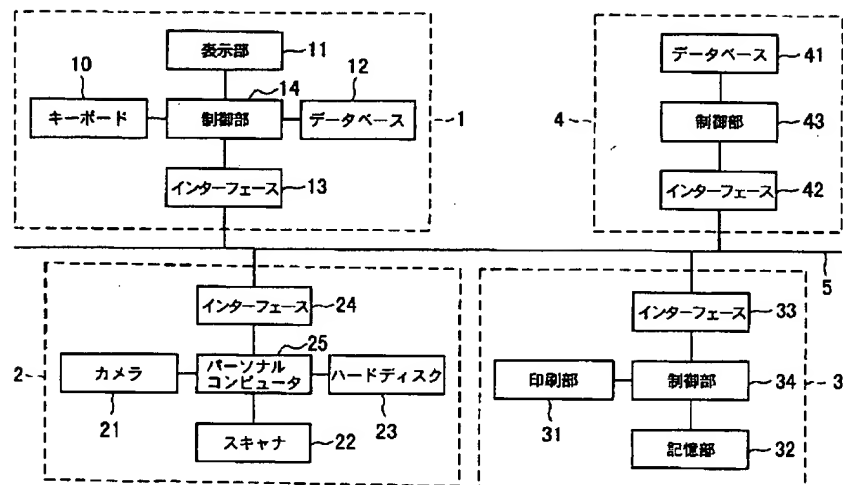 表示部
11
10
12
14
キーボード
制御部
データベース
1
インターフェース
13
データベース
41
4
制御部
43
インターフェース
42
5
インターフェース
24
25
2
カメラ
パーソナル
コンピュータ
ハードディスク
21
23
スキャナ
22
インターフェース
33
印刷部
制御部
34
3
31
記憶部
32